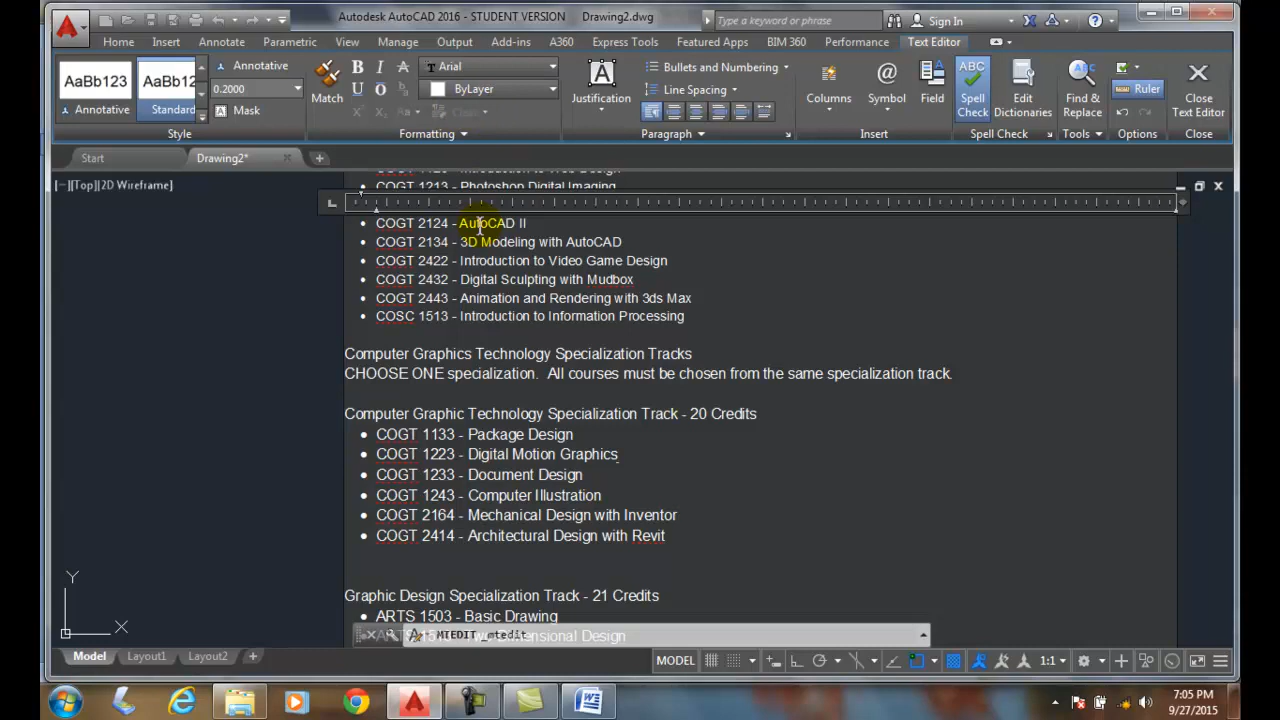 Autodesk AutoCAD 2016 - STUDENT VERSION Drawing2.dwg
Type a keyword or phrase
Sign In
Home Insert Annotate Parametric View Manage Output Add-ins A360 Express Tools Featured Apps BIM 360 Performance Text Editor
AaBb123 AaBb12 Annotative Match B I A Arial Bullets and Numbering @ ABC
0.2000 U O ByLayer Line Spacing Ruler
Annotative Standard Mask Justification Columns Symbol Field Spell Check Edit Dictionaries Find & Replace Close Text Editor
Style Formatting Paragraph Insert Spell Check Tools Options Close
Start Drawing2*
[−][Top][2D Wireframe]
COGT 1213 - Photoshop Digital Imaging
• COGT 2124 - AutoCAD II
• COGT 2134 - 3D Modeling with AutoCAD
• COGT 2422 - Introduction to Video Game Design
• COGT 2432 - Digital Sculpting with Mudbox
• COGT 2443 - Animation and Rendering with 3ds Max
• COSC 1513 - Introduction to Information Processing
Computer Graphics Technology Specialization Tracks
CHOOSE ONE specialization. All courses must be chosen from the same specialization track.
Computer Graphic Technology Specialization Track - 20 Credits
• COGT 1133 - Package Design
• COGT 1223 - Digital Motion Graphics
• COGT 1233 - Document Design
• COGT 1243 - Computer Illustration
• COGT 2164 - Mechanical Design with Inventor
• COGT 2414 - Architectural Design with Revit
Graphic Design Specialization Track - 21 Credits
• ARTS 1503 - Basic Drawing
MTEDIT _mtedit
Dimensional Design
Y
X
Model Layout1 Layout2 +
MODEL 1:1
7:05 PM
9/27/2015